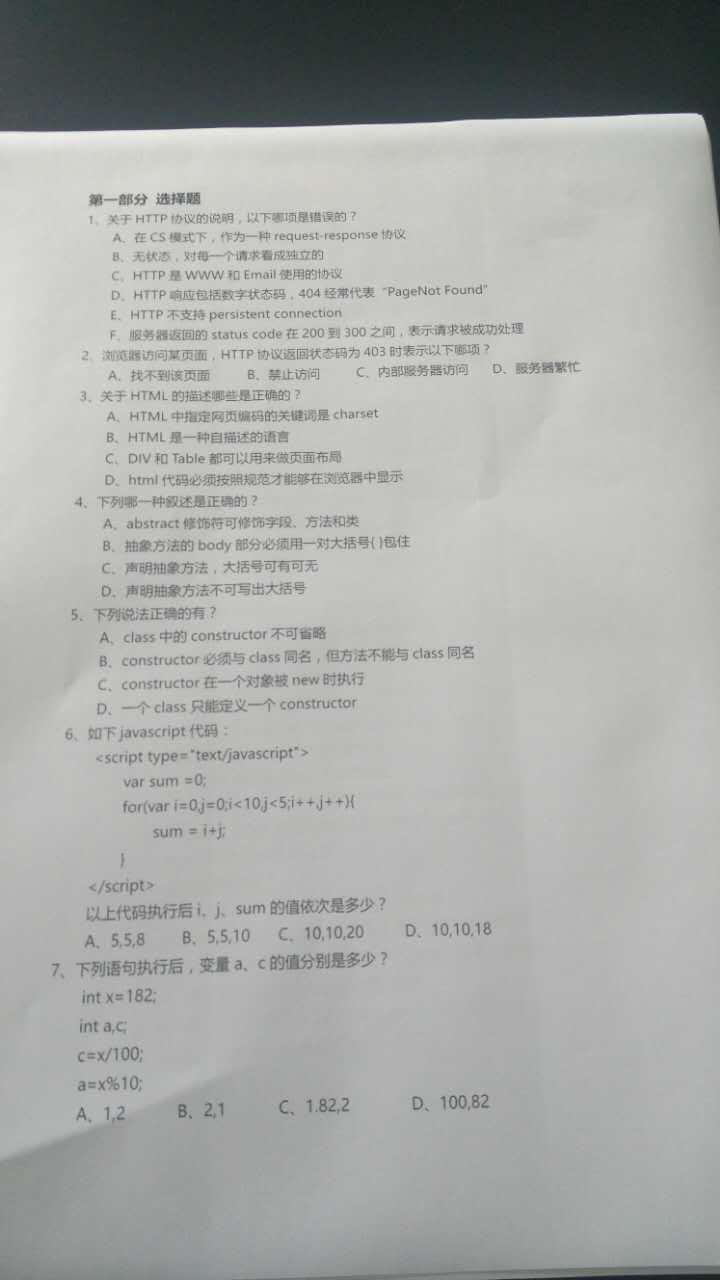 第一部分 选择题
1、关于 HTTP 协议的说明，以下哪项是错误的？
A、在 CS 模式下，作为一种 request-response 协议
B、无状态，对每一个请求看成独立的
C、HTTP 是 WWW 和 Email 使用的协议
D、HTTP 响应包括数字状态码，404 经常代表“PageNot Found”
E、HTTP 不支持 persistent connection
F、服务器返回的 status code 在 200 到 300 之间，表示请求被成功处理
2、浏览器访问某页面，HTTP 协议返回状态码为 403 时表示以下哪项？
A、找不到该页面 B、禁止访问 C、内部服务器访问 D、服务器繁忙
3、关于 HTML 的描述哪些是正确的？
A、HTML 中指定网页编码的关键词是 charset
B、HTML 是一种自描述的语言
C、DIV 和 Table 都可以用来做页面布局
D、html 代码必须按照规范才能够在浏览器中显示
4、下列哪一种叙述是正确的？
A、abstract 修饰符可修饰字段、方法和类
B、抽象方法的 body 部分必须用一对大括号{ }包住
C、声明抽象方法，大括号可有可无
D、声明抽象方法不可写出大括号
5、下列说法正确的有？
A、class 中的 constructor 不可省略
B、constructor 必须与 class 同名，但方法不能与 class 同名
C、constructor 在一个对象被 new 时执行
D、一个 class 只能定义一个 constructor
6、如下 javascript 代码：
<script type="text/javascript">
var sum =0;
for(var i=0,j=0;i<10,j<5;i++,j++){
sum = i+j;
}
</script>
以上代码执行后 i、j、sum 的值依次是多少？
A、5,5,8 B、5,5,10 C、10,10,20 D、10,10,18
7、下列语句执行后，变量 a、c 的值分别是多少？
int x=182;
int a,c;
c=x/100;
a=x%10;
A、1,2 B、2,1 C、1.82,2 D、100,82